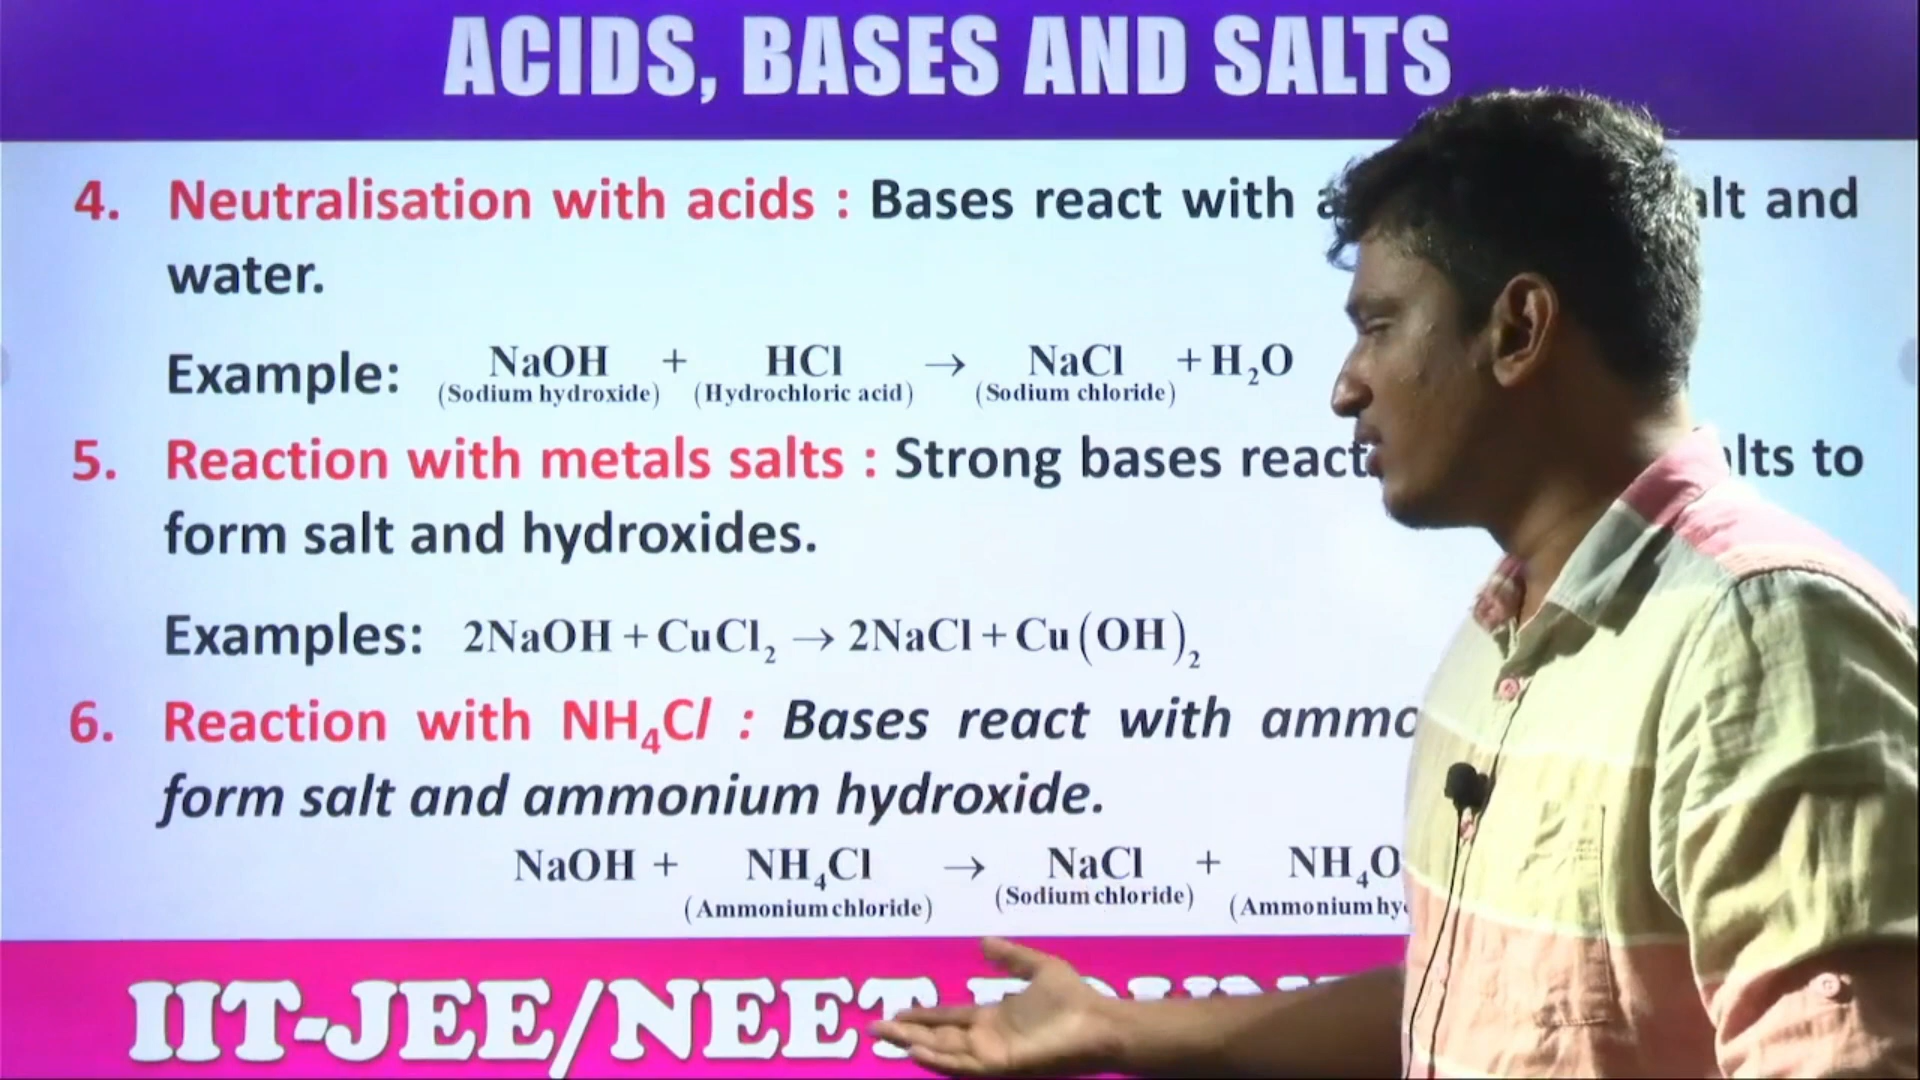 ACIDS, BASES AND SALTS
4. Neutralisation with acids : Bases react with alt and
water.
Example: NaOH + HCl → NaCl + H₂O
(Sodium hydroxide) (Hydrochloric acid) (Sodium chloride)
5. Reaction with metals salts : Strong bases react lts to
form salt and hydroxides.
Examples: 2NaOH + CuCl₂ → 2NaCl + Cu(OH)₂
6. Reaction with NH₄Cl : Bases react with ammo
form salt and ammonium hydroxide.
NaOH + NH₄Cl → NaCl + NH₄O
(Ammonium chloride) (Sodium chloride) (Ammonium hy
IIT-JEE/NEET